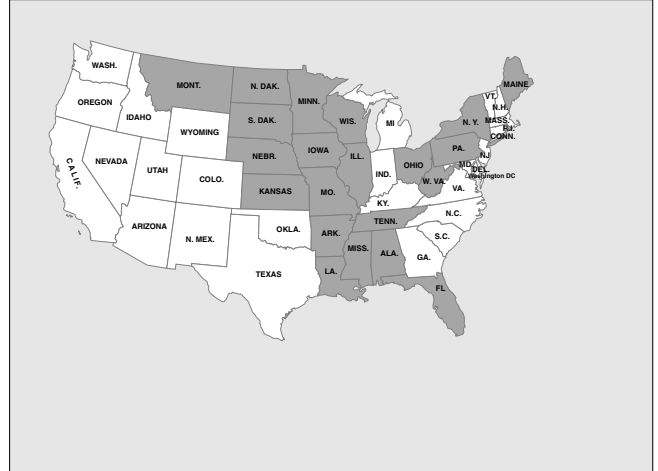 WASH.
OREGON
IDAHO
MONT.
N. DAK.
S. DAK.
MINN.
WIS.
MI
WYOMING
NEBR.
IOWA
ILL.
IND.
OHIO
PA.
N. Y.
VT.
N.H.
MAINE
MASS.
R.I.
CONN.
NJ
MD.
DEL.
Washington DC
NEVADA
UTAH
COLO.
KANSAS
MO.
KY.
W. VA.
VA.
CALIF.
ARIZONA
N. MEX.
OKLA.
ARK.
TENN.
N.C.
S.C.
TEXAS
LA.
MISS.
ALA.
GA.
FL